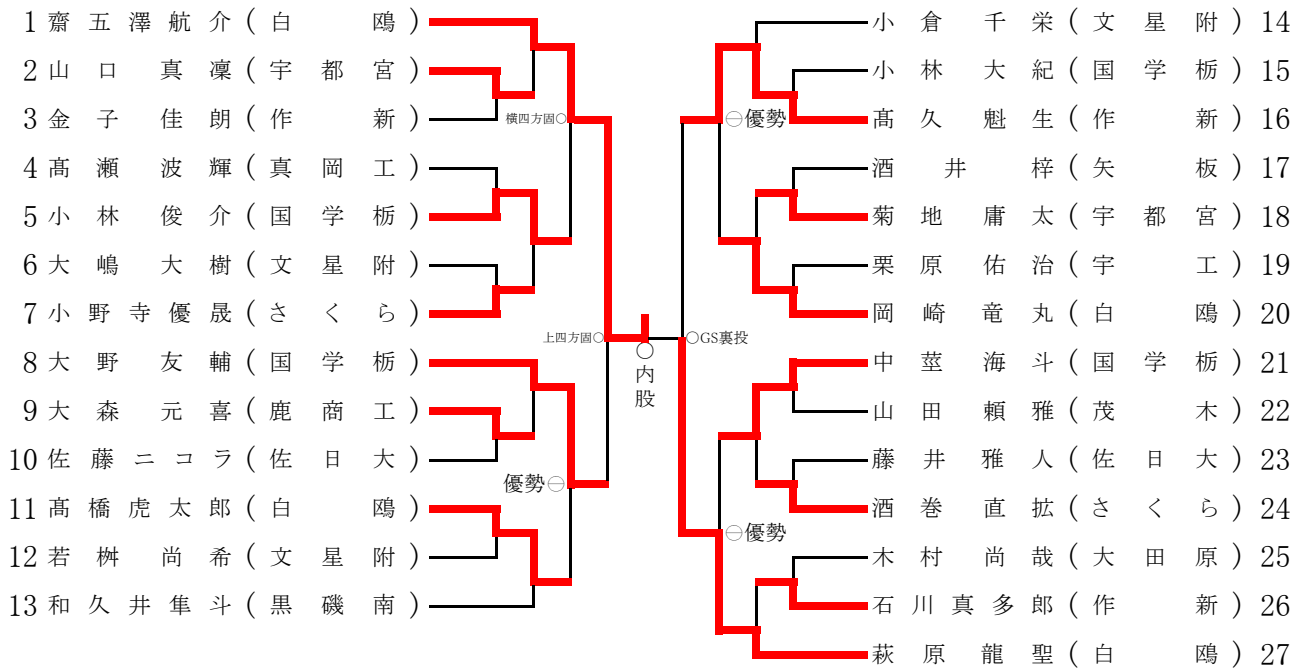 1 齋五澤航介(白鴎)
2 山口真凜(宇都宮)
3 金子佳朗(作新)
4 髙瀬波輝(真岡工)
5 小林俊介(国学栃)
6 大嶋大樹(文星附)
7 小野寺優晟(さくら)
8 大野友輔(国学栃)
9 大森元喜(鹿商工)
10 佐藤ニコラ(佐日大)
11 髙橋虎太郎(白鴎)
12 若桝尚希(文星附)
13 和久井隼斗(黒磯南)
横四方固○
上四方固○
優勢㊀
○内股
○GS裏投
㊀優勢
㊀優勢
小倉千栄(文星附) 14
小林大紀(国学栃) 15
髙久魁生(作新) 16
酒井梓(矢板) 17
菊地庸太(宇都宮) 18
栗原佑治(宇工) 19
岡崎竜丸(白鴎) 20
中莖海斗(国学栃) 21
山田頼雅(茂木) 22
藤井雅人(佐日大) 23
酒巻直拡(さくら) 24
木村尚哉(大田原) 25
石川真多郎(作新) 26
萩原龍聖(白鴎) 27